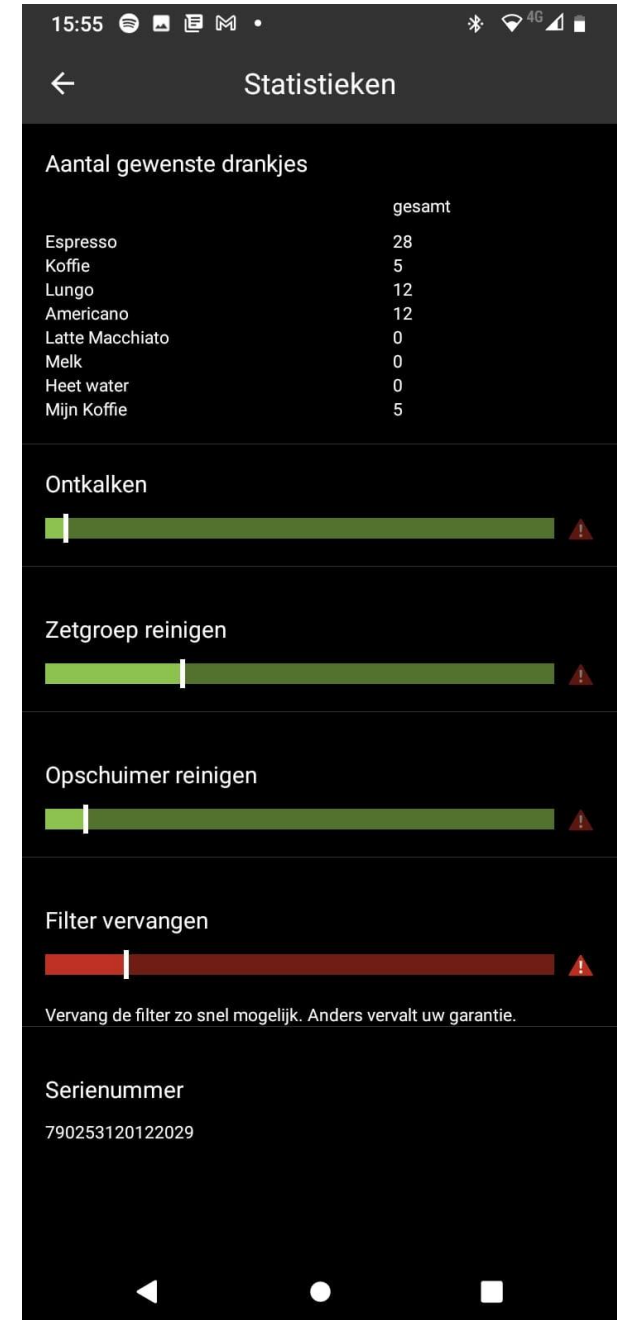 15:55
4G
Statistieken
Aantal gewenste drankjes
gesamt
Espresso 28
Koffie 5
Lungo 12
Americano 12
Latte Macchiato 0
Melk 0
Heet water 0
Mijn Koffie 5
Ontkalken
Zetgroep reinigen
Opschuimer reinigen
Filter vervangen
Vervang de filter zo snel mogelijk. Anders vervalt uw garantie.
Serienummer
790253120122029